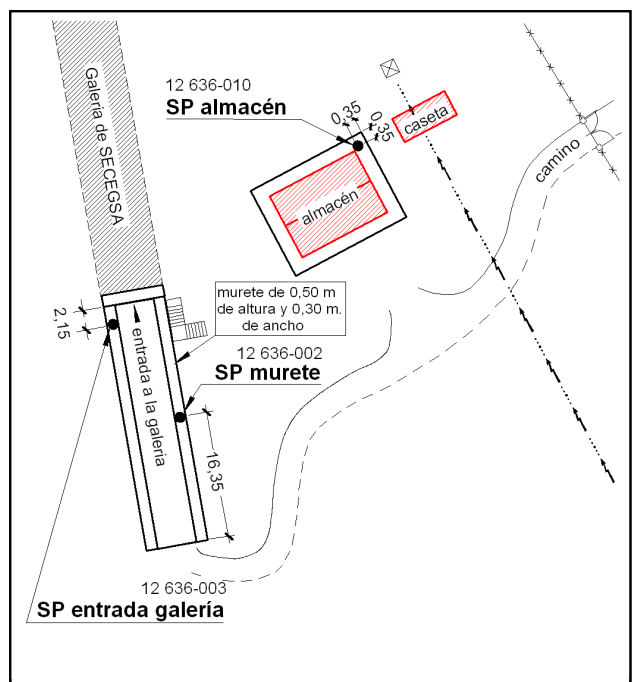 Galería de SECEGSA
12 636-010
SP almacén
0,35
0,35
caseta
almacén
camino
murete de 0,50 m
de altura y 0,30 m.
de ancho
2,15
entrada a la galería
12 636-002
SP murete
16,35
12 636-003
SP entrada galería